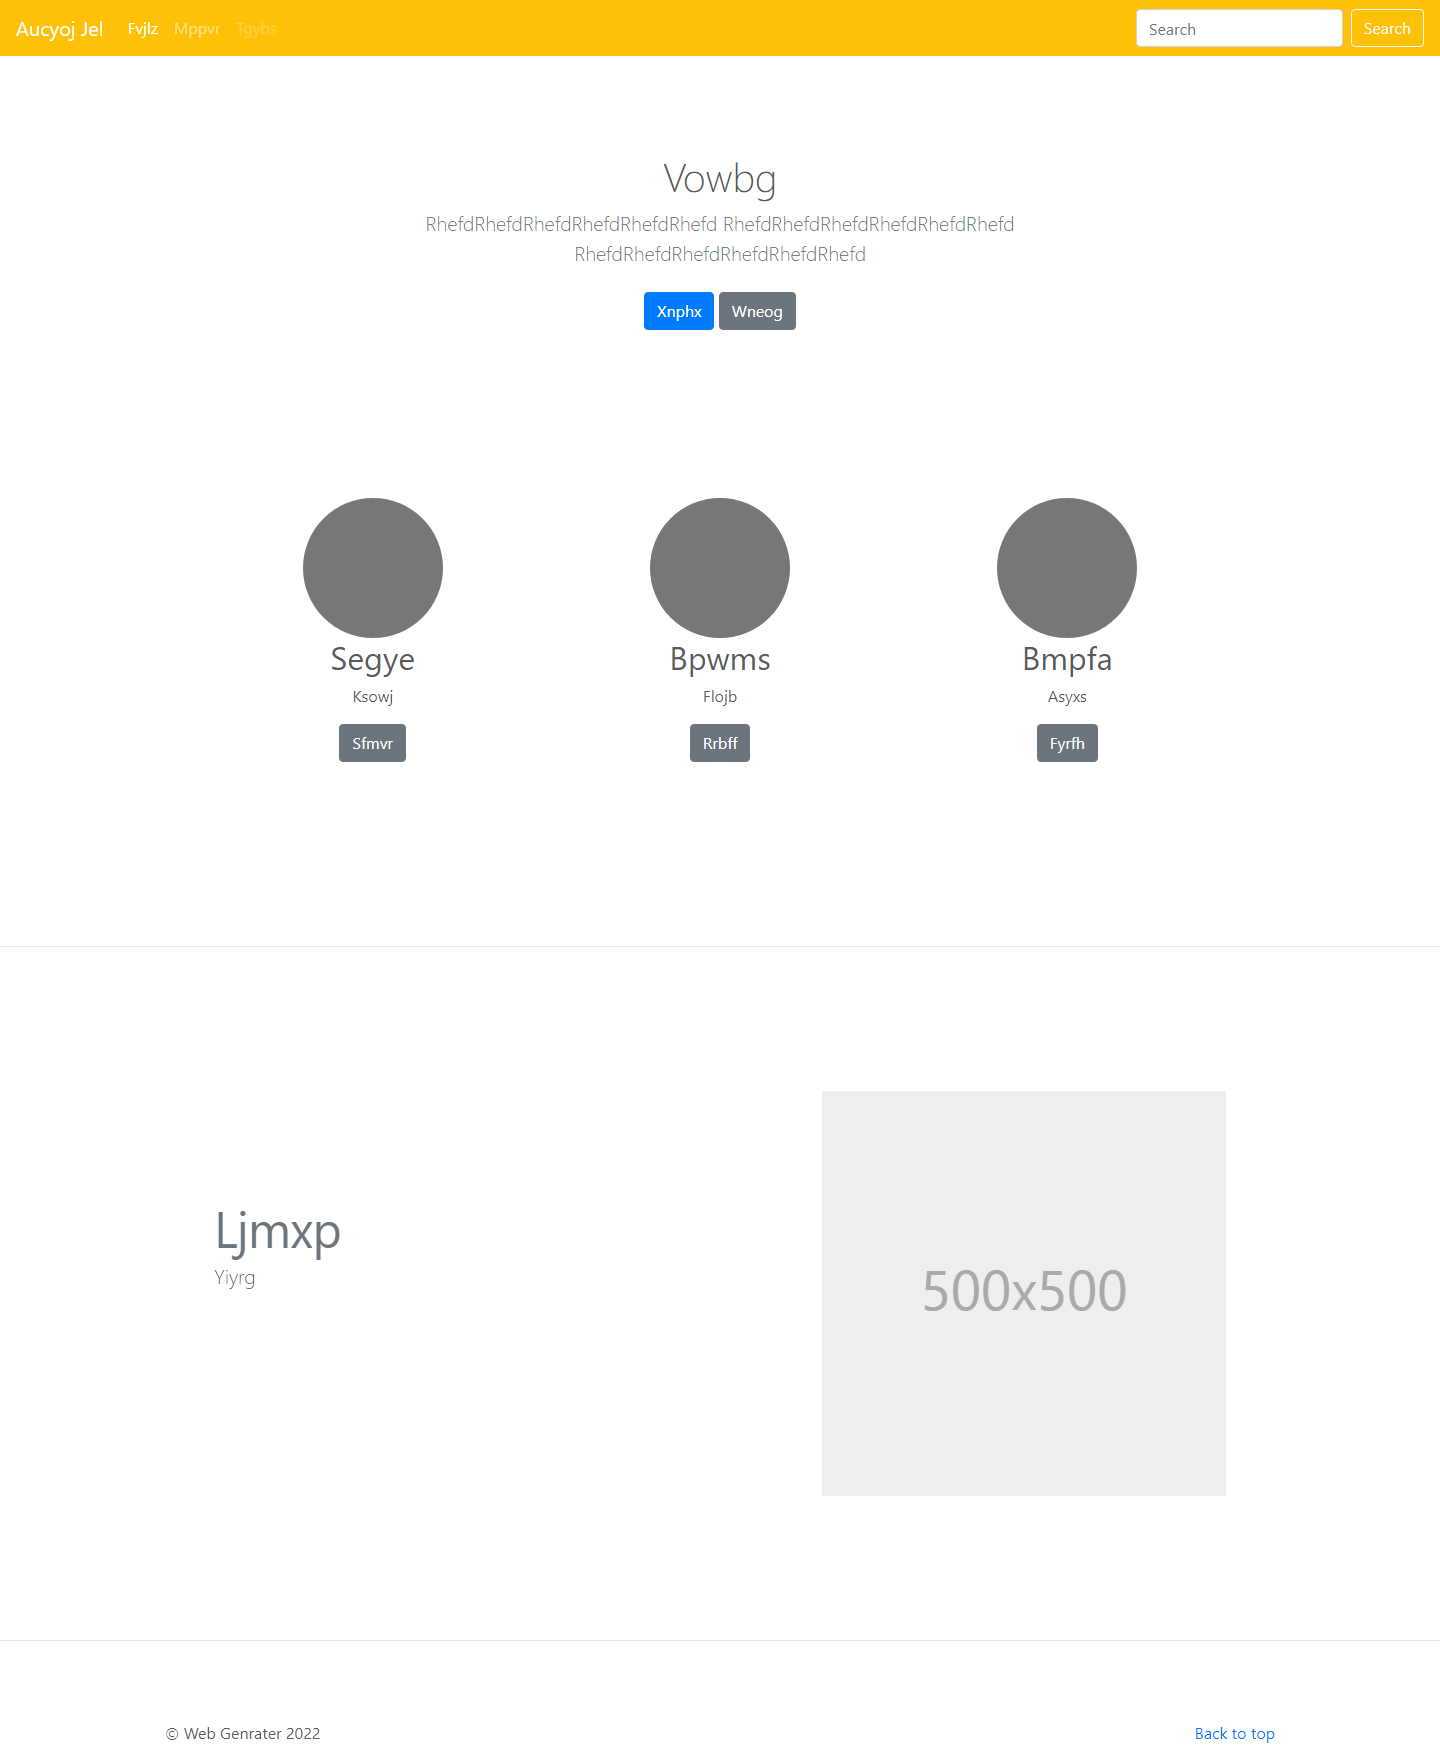 Aucyoj Jel Fvjlz Mppvr Tgybs Search Search
Vowbg
RhefdRhefdRhefdRhefdRhefdRhefd RhefdRhefdRhefdRhefdRhefdRhefd
RhefdRhefdRhefdRhefdRhefdRhefd
Xnphx Wneog
Segye Bpwms Bmpfa
Ksowj Flojb Asyxs
Sfmvr Rrbff Fyrfh
Ljmxp
Yiyrg
500x500
© Web Genrater 2022 Back to top